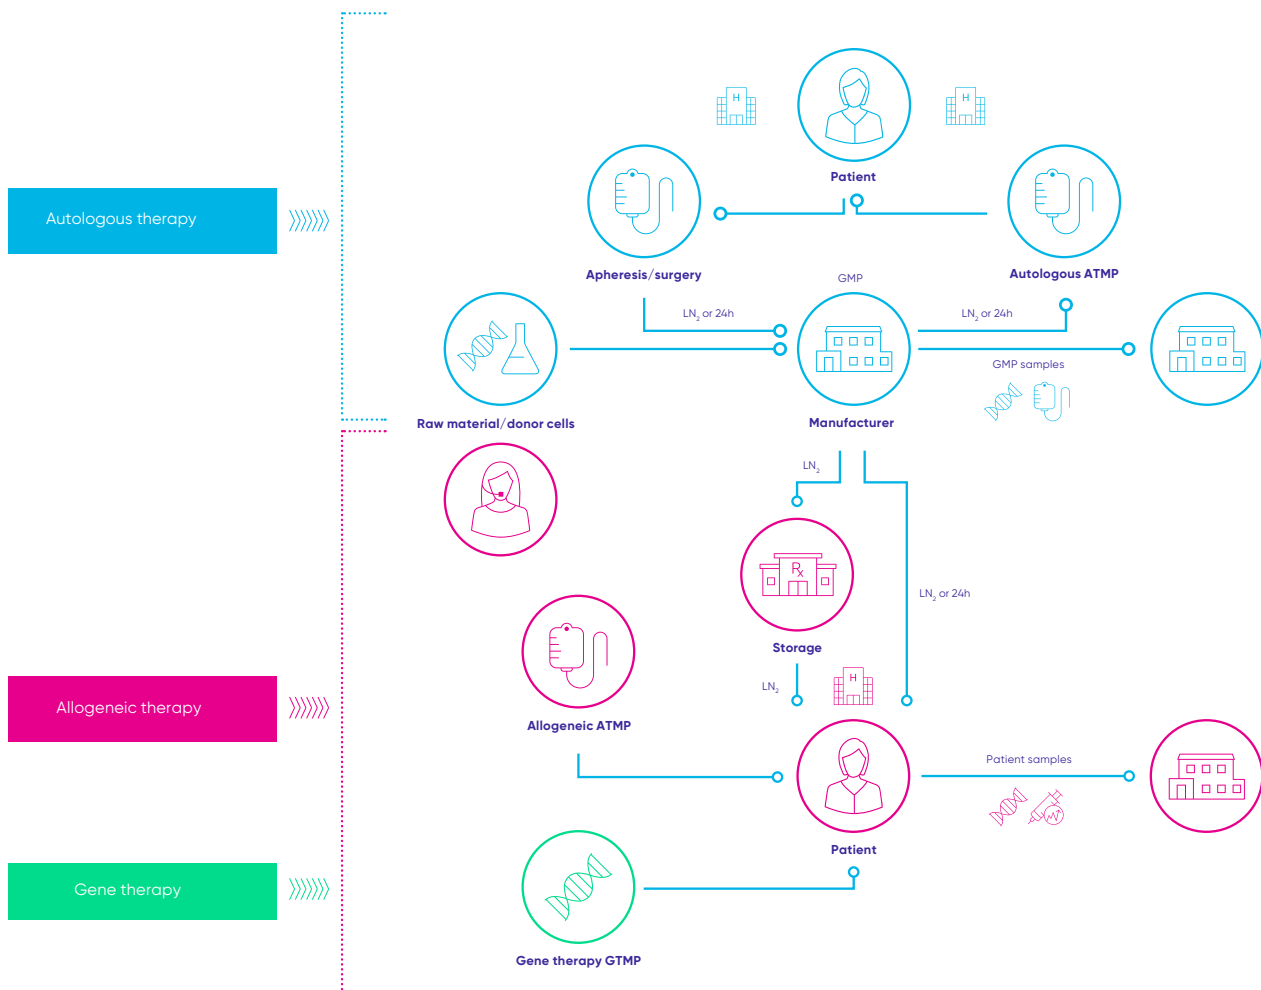 H
H
Patient
Autologous therapy
Apheresis/surgery
Autologous ATMP
GMP
LN₂ or 24h
LN₂ or 24h
GMP samples
Raw material/donor cells
Manufacturer
LN₂
Rx
LN₂ or 24h
Storage
LN₂
H
Allogeneic therapy
Allogeneic ATMP
Patient samples
Patient
Gene therapy
Gene therapy GTMP